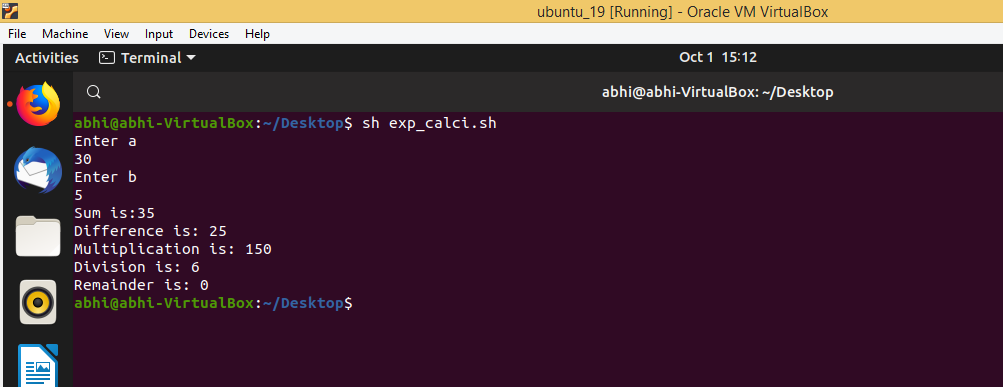 ubuntu_19 [Running] - Oracle VM VirtualBox
File Machine View Input Devices Help
Activities Terminal Oct 1 15:12
abhi@abhi-VirtualBox: ~/Desktop
abhi@abhi-VirtualBox:~/Desktop$ sh exp_calci.sh
Enter a
30
Enter b
5
Sum is:35
Difference is: 25
Multiplication is: 150
Division is: 6
Remainder is: 0
abhi@abhi-VirtualBox:~/Desktop$